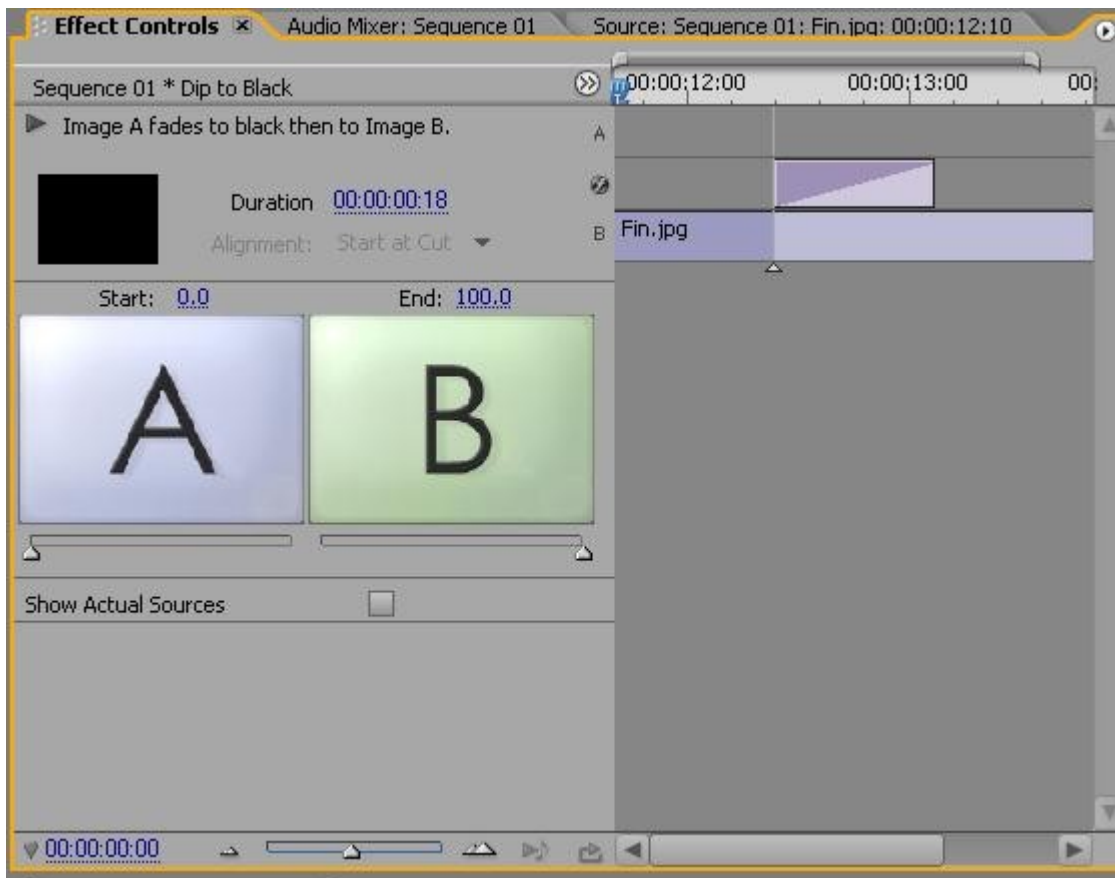 Effect Controls × Audio Mixer: Sequence 01 Source: Sequence 01: Fin.jpg: 00:00:12:10
Sequence 01 * Dip to Black 00:00:12:00 00:00:13:00 00:
Image A fades to black then to Image B. A
Duration 00:00:00:18
Alignment: Start at Cut B Fin.jpg
Start: 0.0 End: 100.0
A B
Show Actual Sources
00:00:00:00